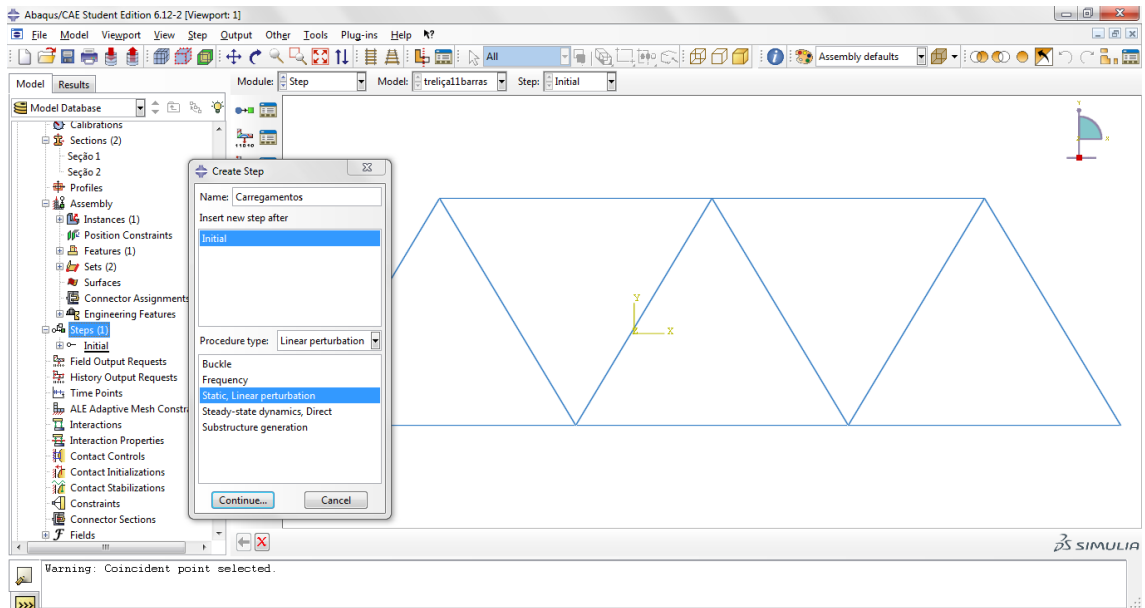 Abaqus/CAE Student Edition 6.12-2 [Viewport: 1]
File Model Viewport View Step Output Other Tools Plug-ins Help
All
Assembly defaults
Model Results
Module: Step Model: treliça11barras Step: Initial
Model Database
Calibrations
Sections (2)
Seção 1
Seção 2
Profiles
Assembly
Instances (1)
Position Constraints
Features (1)
Sets (2)
Surfaces
Connector Assignments
Engineering Features
Steps (1)
Initial
Field Output Requests
History Output Requests
Time Points
ALE Adaptive Mesh Constr
Interactions
Interaction Properties
Contact Controls
Contact Initializations
Contact Stabilizations
Constraints
Connector Sections
Fields
Create Step
Name: Carregamentos
Insert new step after
Initial
Procedure type: Linear perturbation
Buckle
Frequency
Static, Linear perturbation
Steady-state dynamics, Direct
Substructure generation
Continue... Cancel
Y
X
Y
X
SIMULIA
Warning: Coincident point selected.
>>>